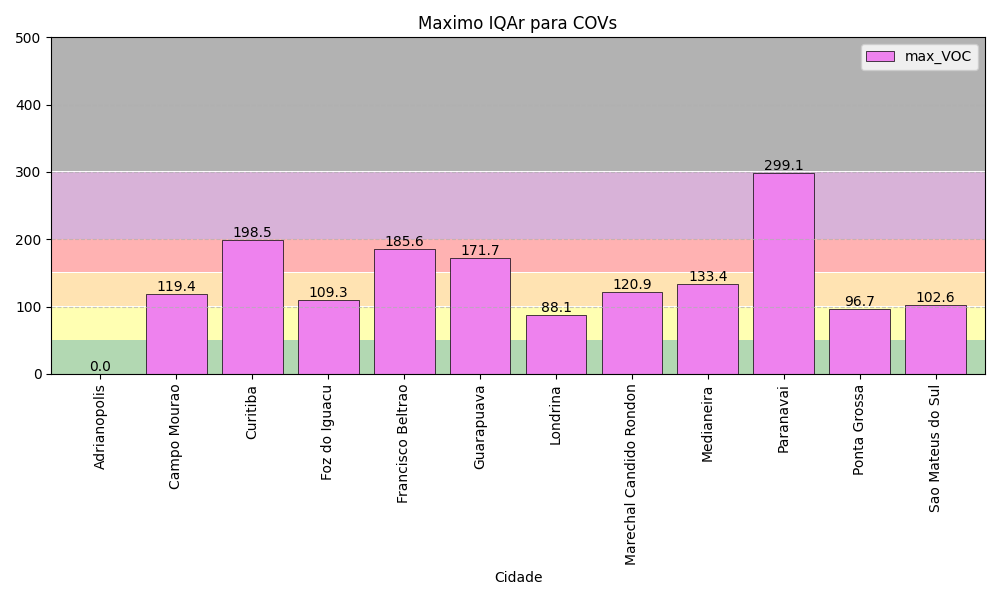 Maximo IQAr para COVs
max_VOC
500
400
300
200
100
0
0.0
119.4
198.5
109.3
185.6
171.7
88.1
120.9
133.4
299.1
96.7
102.6
Adrianopolis
Campo Mourao
Curitiba
Foz do Iguacu
Francisco Beltrao
Guarapuava
Londrina
Marechal Candido Rondon
Medianeira
Paranavai
Ponta Grossa
Sao Mateus do Sul
Cidade